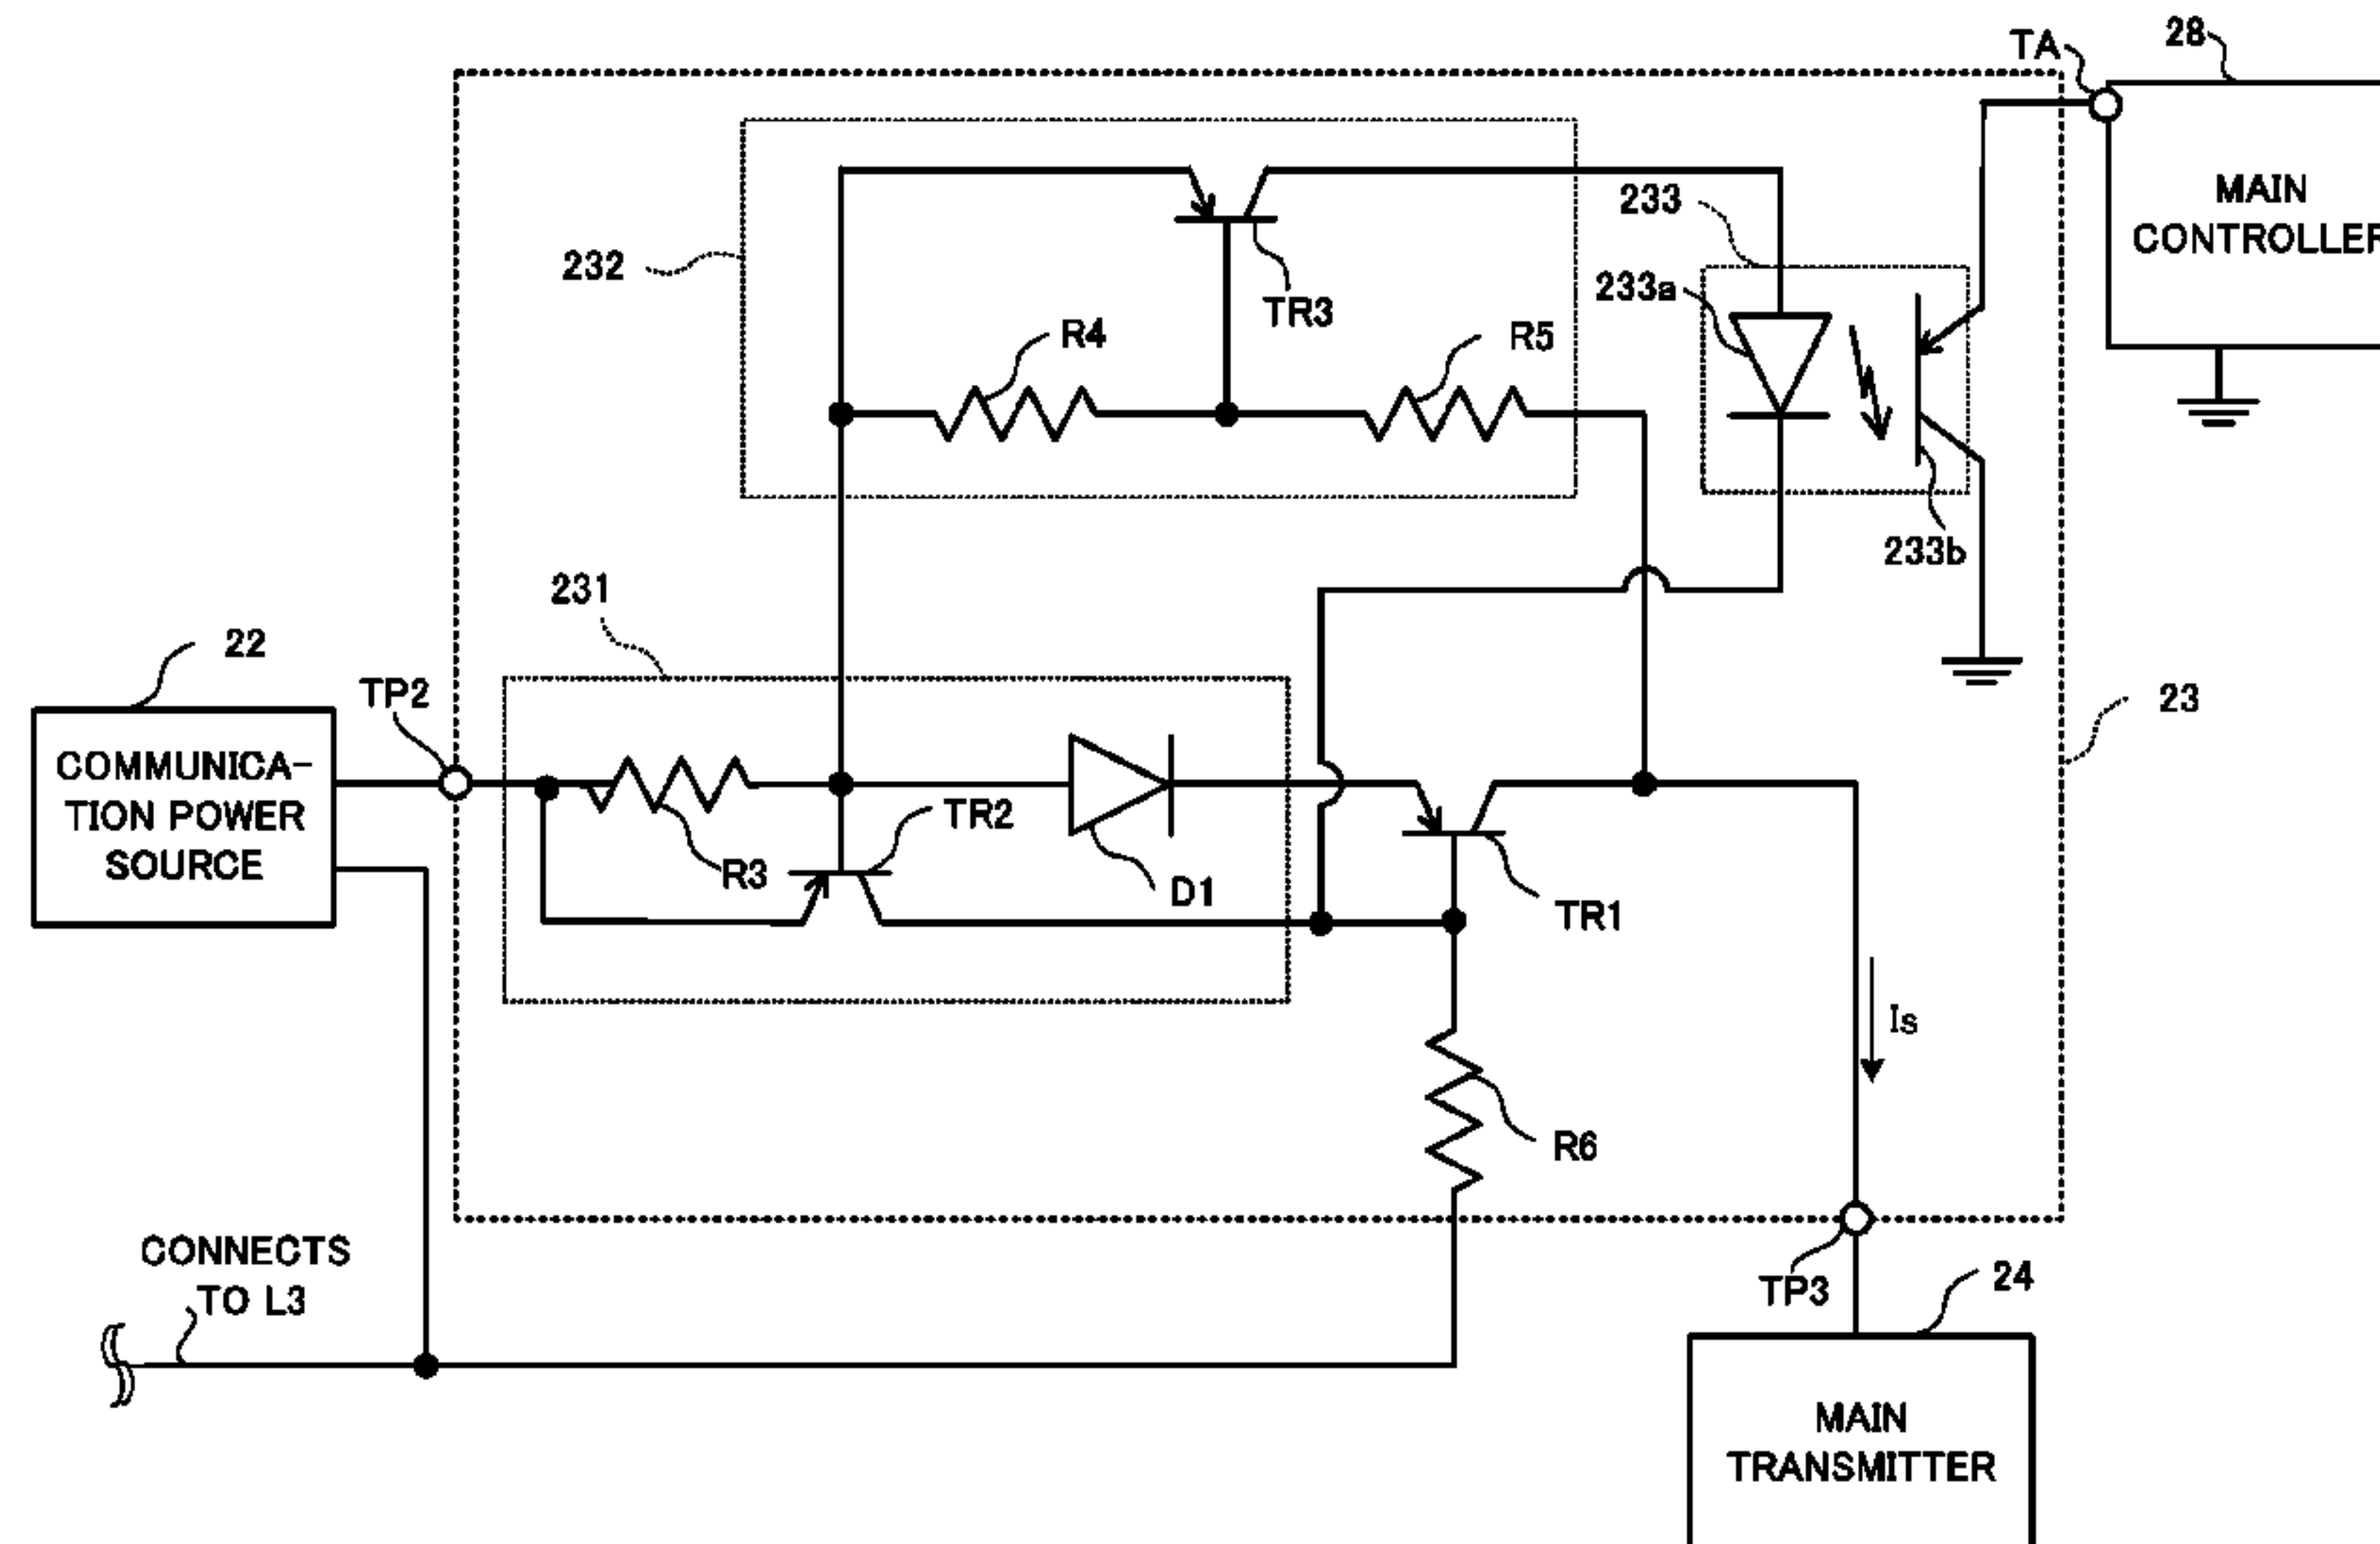 28
TA
MAIN
CONTROLLER
233
232
233a
TR3
R4
R5
233b
231
22
TP2
23
COMMUNICA-
TION POWER
SOURCE
TR2
R3
D1
TR1
Is
R6
CONNECTS
TO L3
TP3
24
MAIN
TRANSMITTER